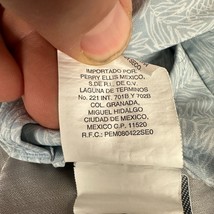 IMPORTADO POR:
PERRY ELLIS MEXICO,
S.DE R.L. DE C.V.
LAGUNA DE TERMINOS
No. 221 INT. 701B Y 702B
COL. GRANADA,
MIGUEL HIDALGO
CIUDAD DE MEXICO,
MEXICO C.P. 11520
R.F.C.: PEM080422SE0